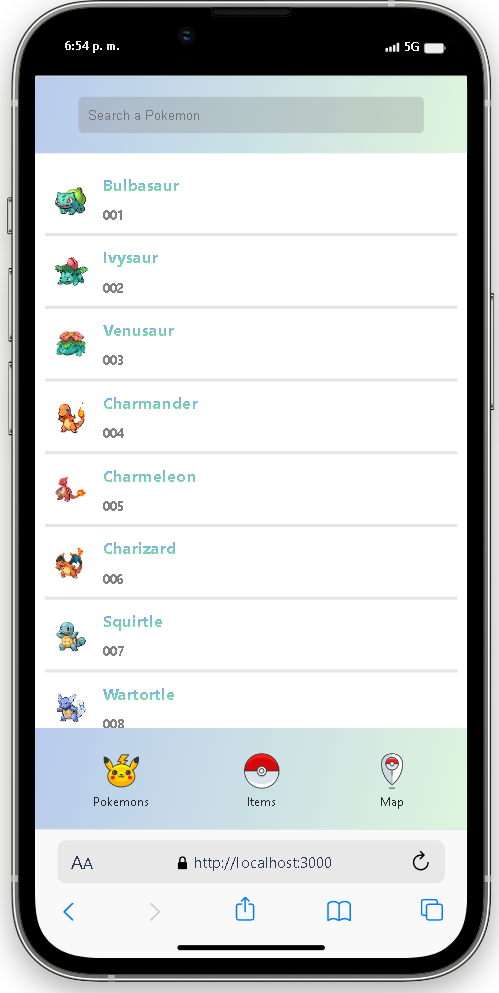 6:54 p. m. 5G
Search a Pokemon
Bulbasaur
001
Ivysaur
002
Venusaur
003
Charmander
004
Charmeleon
005
Charizard
006
Squirtle
007
Wartortle
008
Pokemons Items Map
AA http://localhost:3000